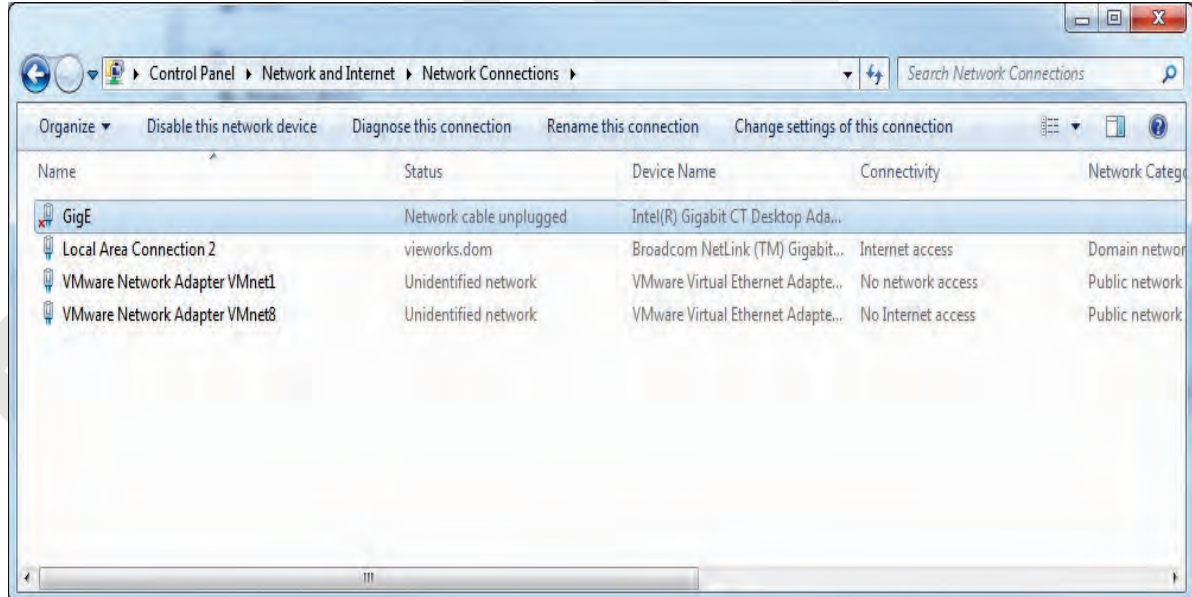 Control Panel ▸ Network and Internet ▸ Network Connections ▸ Search Network Connections
Organize ▾ Disable this network device Diagnose this connection Rename this connection Change settings of this connection
Name Status Device Name Connectivity Network Catego
GigE Network cable unplugged Intel(R) Gigabit CT Desktop Ada...
Local Area Connection 2 vieworks.dom Broadcom NetLink (TM) Gigabit... Internet access Domain networ
VMware Network Adapter VMnet1 Unidentified network VMware Virtual Ethernet Adapte... No network access Public network
VMware Network Adapter VMnet8 Unidentified network VMware Virtual Ethernet Adapte... No Internet access Public network